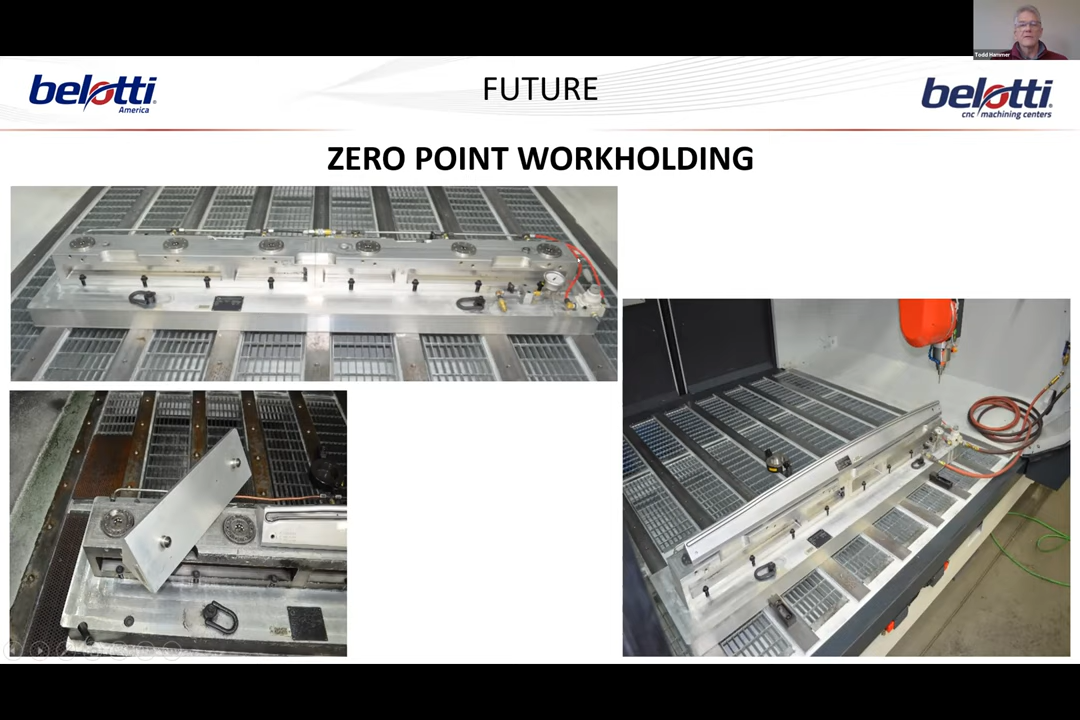 Todd Hammer
belotti
America
FUTURE
belotti
cnc machining centers
ZERO POINT WORKHOLDING